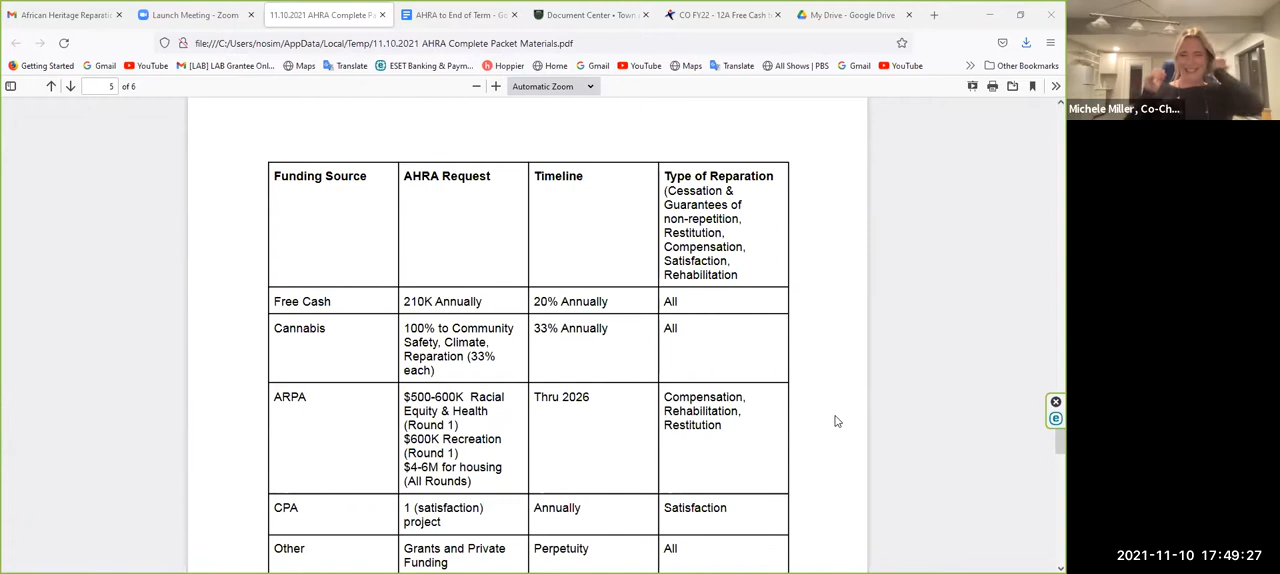 African Heritage Reparati
Launch Meeting - Zoom
11.10.2021 AHRA Complete Pa
AHRA to End of Term - Go
Document Center • Town o
CO FY22 - 12A Free Cash t
My Drive - Google Drive
file:///C:/Users/nosim/AppData/Local/Temp/11.10.2021 AHRA Complete Packet Materials.pdf
Getting Started
Gmail
YouTube
[LAB] LAB Grantee Onl...
Maps
Translate
ESET Banking & Paym...
Hoppier
Home
Gmail
YouTube
Maps
Translate
All Shows | PBS
Gmail
YouTube
Other Bookmarks
5 of 6
Automatic Zoom
Michele Miller, Co-Ch...
Funding Source
AHRA Request
Timeline
Type of Reparation
(Cessation &
Guarantees of
non-repetition,
Restitution,
Compensation,
Satisfaction,
Rehabilitation
Free Cash
210K Annually
20% Annually
All
Cannabis
100% to Community
Safety, Climate,
Reparation (33%
each)
33% Annually
All
ARPA
$500-600K Racial
Equity & Health
(Round 1)
$600K Recreation
(Round 1)
$4-6M for housing
(All Rounds)
Thru 2026
Compensation,
Rehabilitation,
Restitution
CPA
1 (satisfaction)
project
Annually
Satisfaction
Other
Grants and Private
Funding
Perpetuity
All
2021-11-10 17:49:27